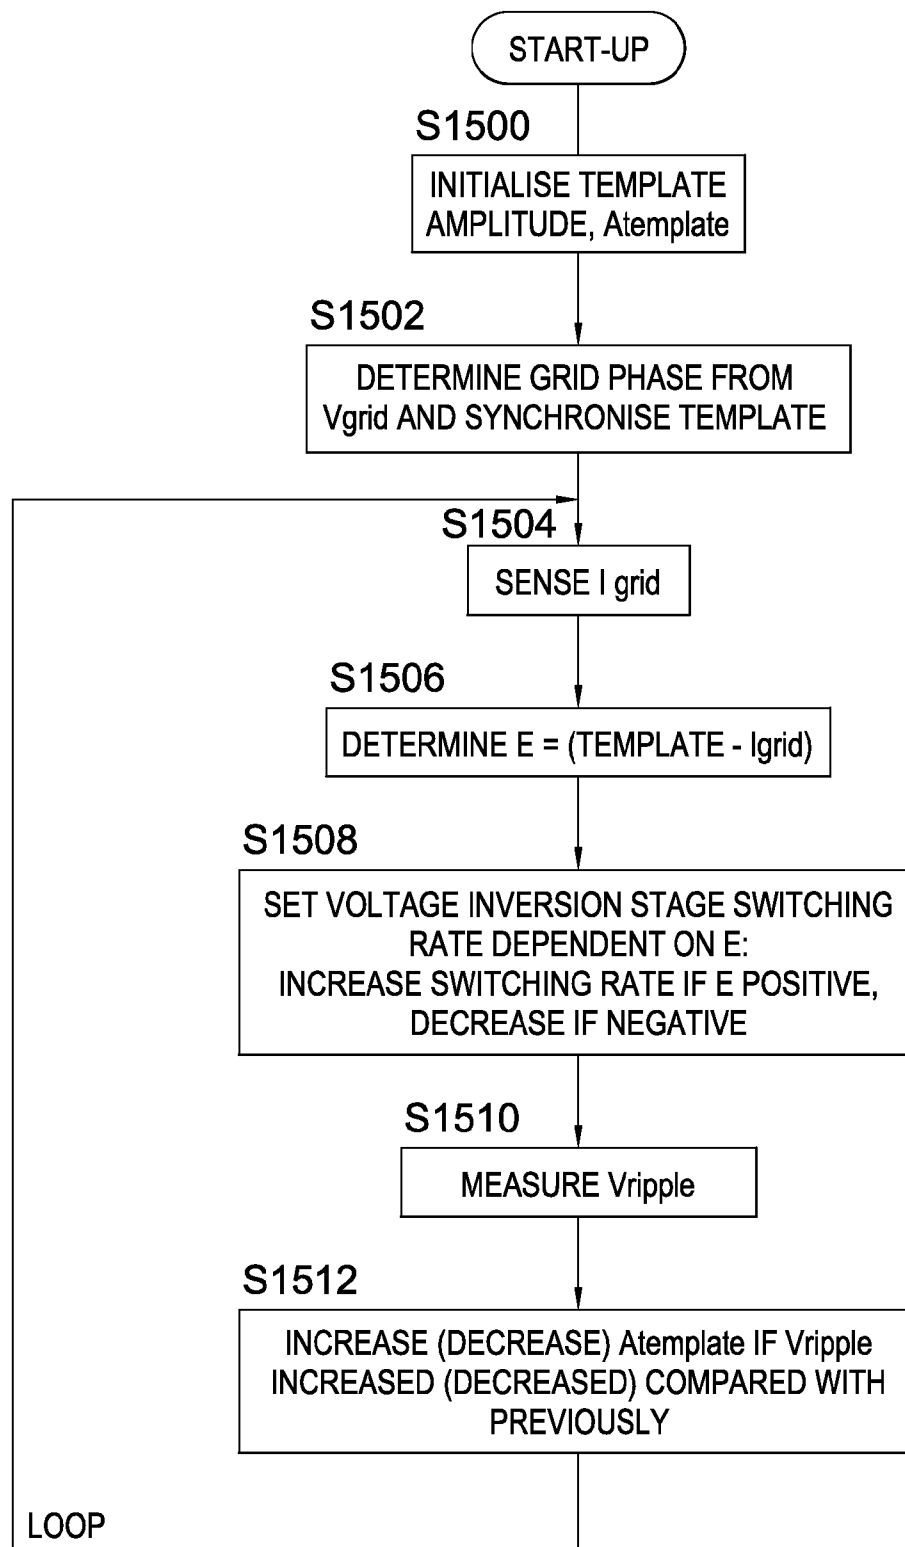 START-UP
S1500
INITIALISE TEMPLATE
AMPLITUDE, Atemplate
S1502
DETERMINE GRID PHASE FROM
Vgrid AND SYNCHRONISE TEMPLATE
S1504
SENSE I grid
S1506
DETERMINE E = (TEMPLATE - Igrid)
S1508
SET VOLTAGE INVERSION STAGE SWITCHING
RATE DEPENDENT ON E:
INCREASE SWITCHING RATE IF E POSITIVE,
DECREASE IF NEGATIVE
S1510
MEASURE Vripple
S1512
INCREASE (DECREASE) Atemplate IF Vripple
INCREASED (DECREASED) COMPARED WITH
PREVIOUSLY
LOOP